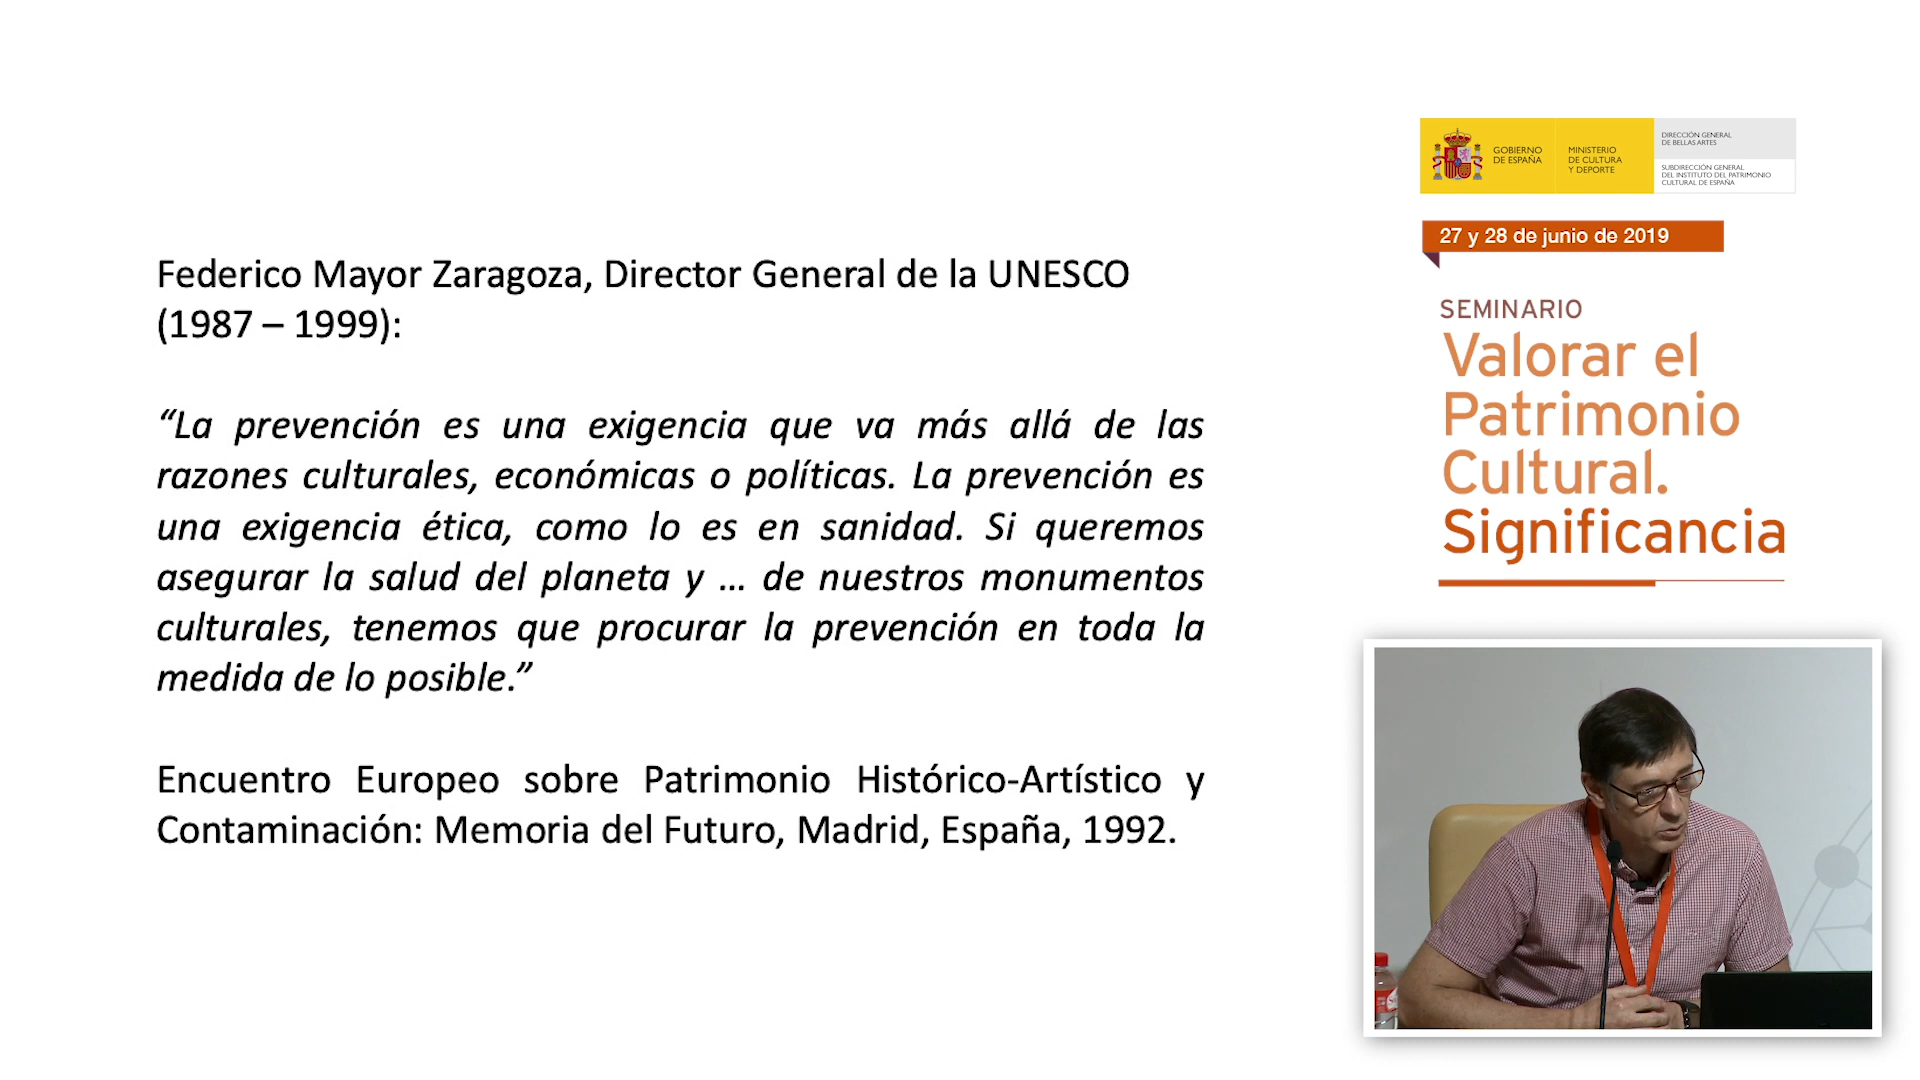 Federico Mayor Zaragoza, Director General de la UNESCO
(1987 – 1999):
“La prevención es una exigencia que va más allá de las
razones culturales, económicas o políticas. La prevención es
una exigencia ética, como lo es en sanidad. Si queremos
asegurar la salud del planeta y … de nuestros monumentos
culturales, tenemos que procurar la prevención en toda la
medida de lo posible.”
Encuentro Europeo sobre Patrimonio Histórico-Artístico y
Contaminación: Memoria del Futuro, Madrid, España, 1992.
GOBIERNO
DE ESPAÑA
MINISTERIO
DE CULTURA
Y DEPORTE
DIRECCIÓN GENERAL
DE BELLAS ARTES
SUBDIRECCIÓN GENERAL
DEL INSTITUTO DEL PATRIMONIO
CULTURAL DE ESPAÑA
27 y 28 de junio de 2019
SEMINARIO
Valorar el
Patrimonio
Cultural.
Significancia